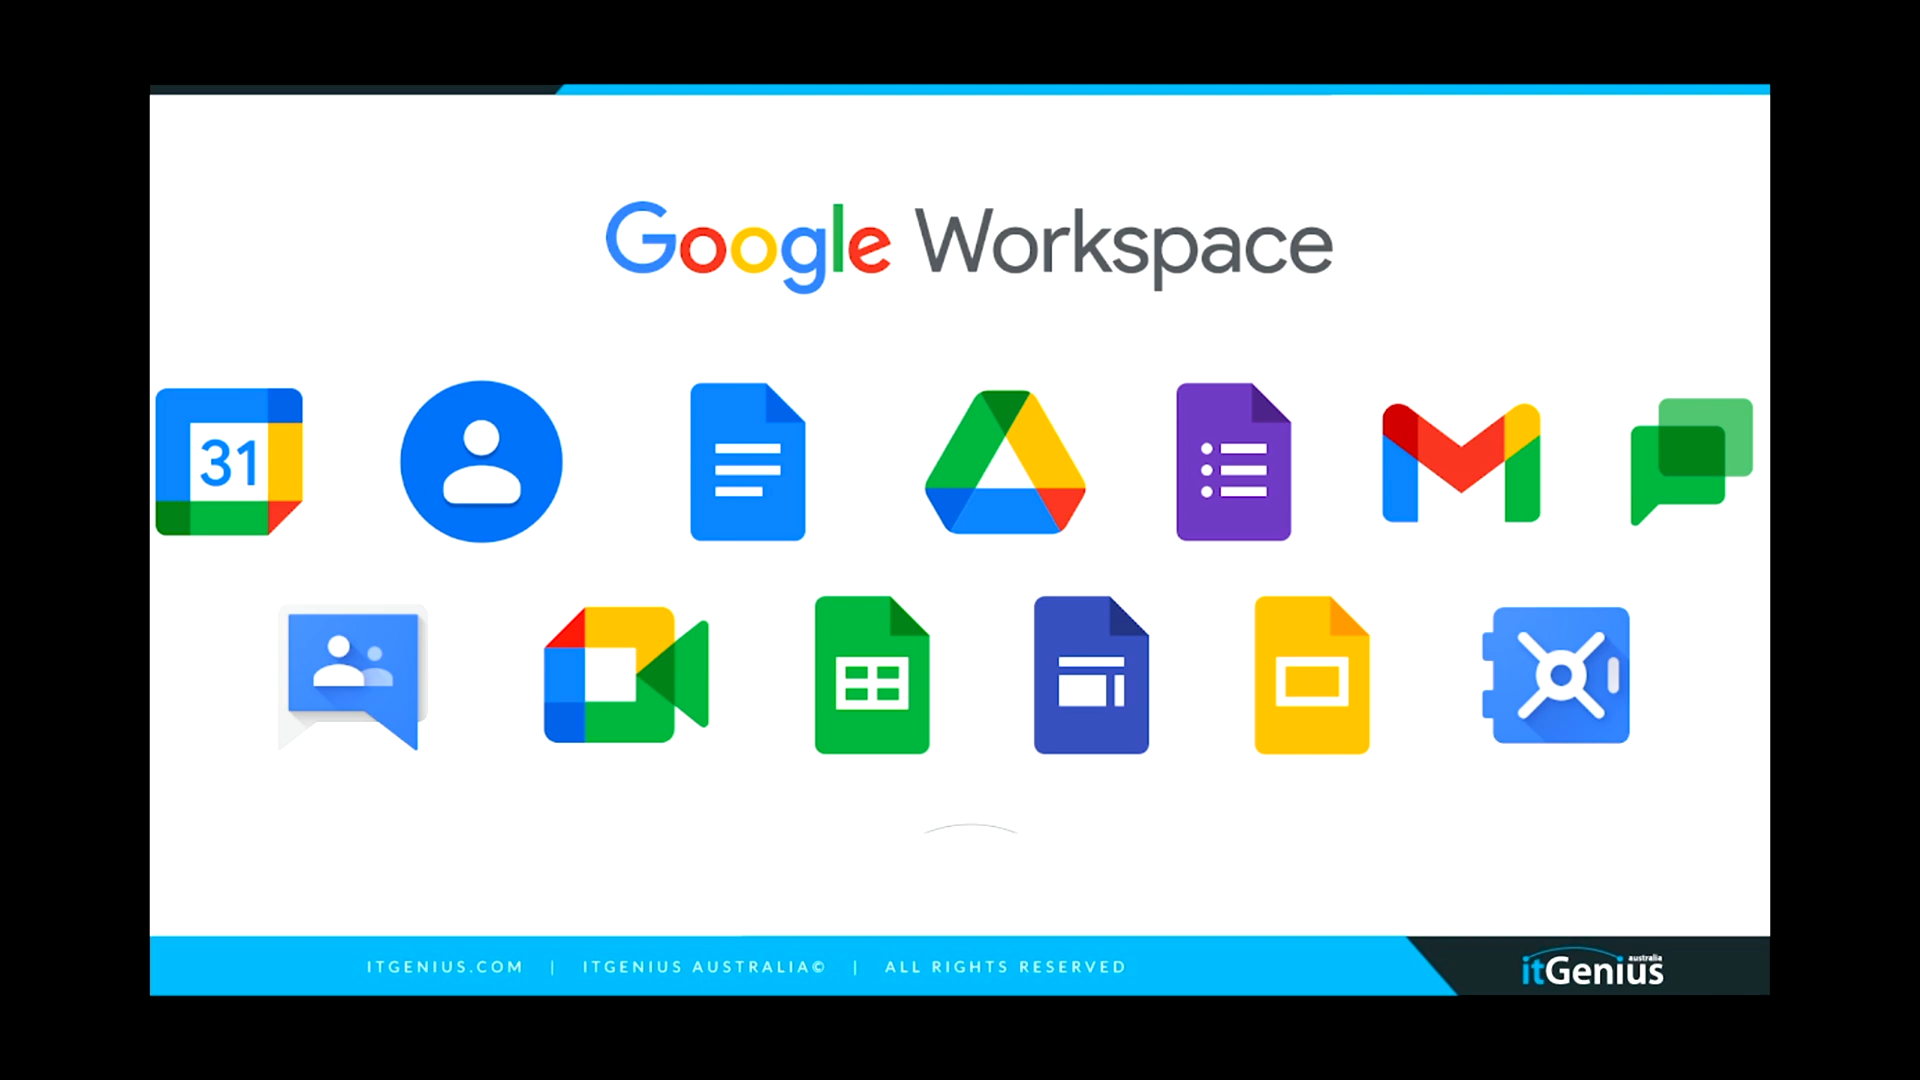 Google Workspace
31
ITGENIUS.COM | ITGENIUS AUSTRALIA© | ALL RIGHTS RESERVED
australia
itGenius